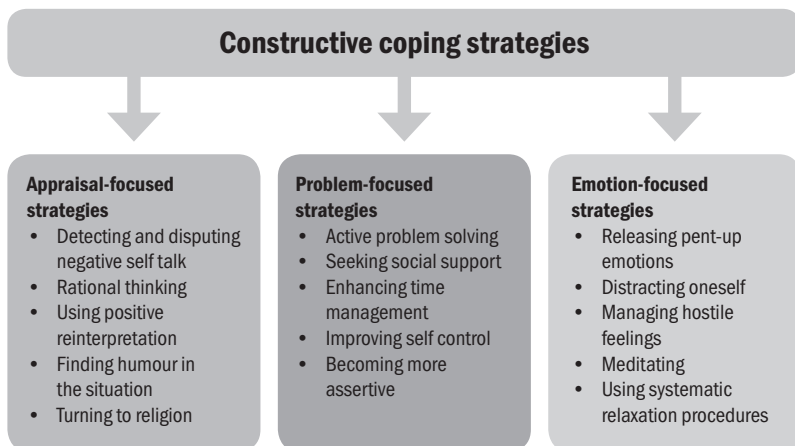 Constructive coping strategies
Appraisal-focused
strategies
• Detecting and disputing
negative self talk
• Rational thinking
• Using positive
reinterpretation
• Finding humour in
the situation
• Turning to religion
Problem-focused
strategies
• Active problem solving
• Seeking social support
• Enhancing time
management
• Improving self control
• Becoming more
assertive
Emotion-focused
strategies
• Releasing pent-up
emotions
• Distracting oneself
• Managing hostile
feelings
• Meditating
• Using systematic
relaxation procedures